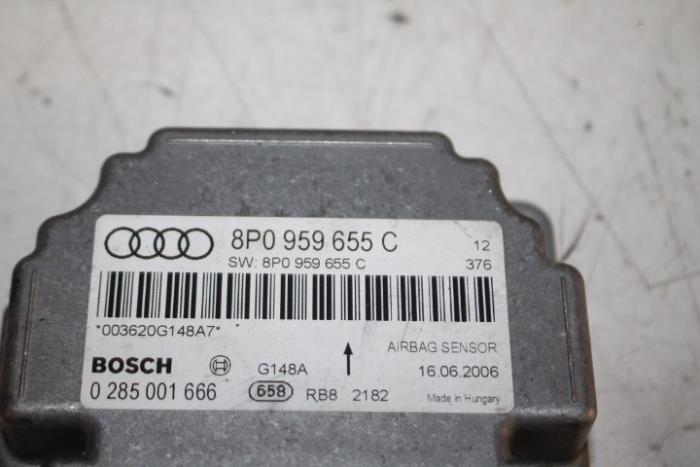 8P0 959 655 C 12
SW: 8P0 959 655 C 376
*003620G148A7*
AIRBAG SENSOR
BOSCH G148A 16.06.2006
0 285 001 666 658 RB8 2182 Made in Hungary